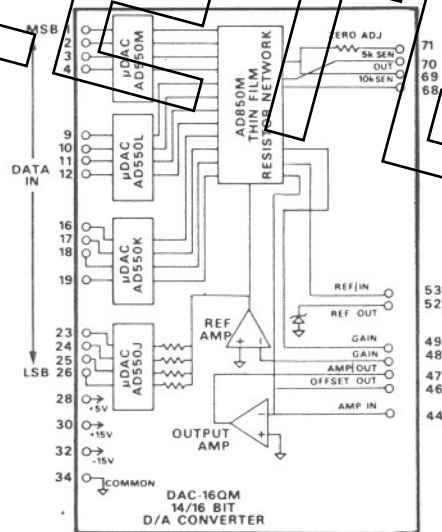 MSB 1
2
3
4
µDAC
AD550M
9
10
11
12
µDAC
AD550L
DATA
IN
16
17
18
19
µDAC
AD550K
23
24
25
LSB 26
µDAC
AD550J
28 +5V
30 +15V
32 -15V
34 COMMON
AD850M
THIN FILM
RESISTOR NETWORK
ZERO ADJ 71
5k SEN 70
OUT 69
10k SEN 68
REF IN 53
REF OUT 52
REF
AMP
GAIN 49
GAIN 48
AMP OUT 47
OFFSET OUT 46
AMP IN 44
OUTPUT
AMP
DAC-16QM
14/16 BIT
D/A CONVERTER